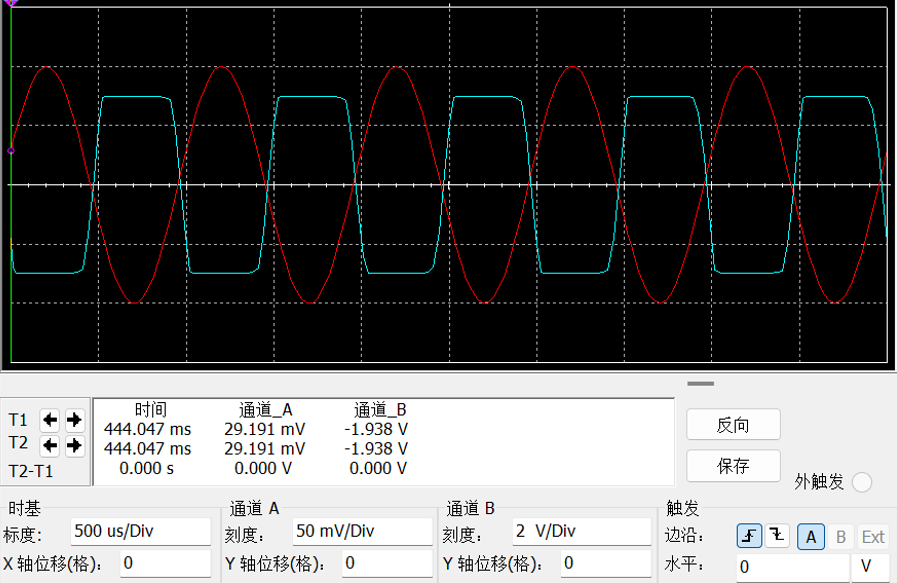 时间 通道_A 通道_B
T1 444.047 ms 29.191 mV -1.938 V
T2 444.047 ms 29.191 mV -1.938 V
T2-T1 0.000 s 0.000 V 0.000 V
反向
保存
外触发
时基 通道 A 通道 B 触发
标度: 500 us/Div 刻度: 50 mV/Div 刻度: 2 V/Div 边沿: A B Ext
X 轴位移(格): 0 Y 轴位移(格): 0 Y 轴位移(格): 0 水平: 0 V